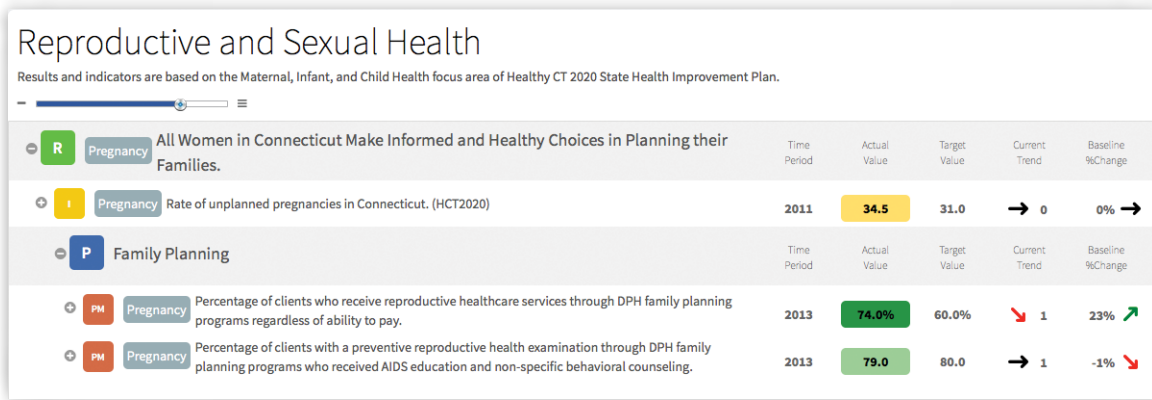 Reproductive and Sexual Health
Results and indicators are based on the Maternal, Infant, and Child Health focus area of Healthy CT 2020 State Health Improvement Plan.
R Pregnancy All Women in Connecticut Make Informed and Healthy Choices in Planning their
Families.
Time Actual Target Current Baseline
Period Value Value Trend %Change
I Pregnancy Rate of unplanned pregnancies in Connecticut. (HCT2020) 2011 34.5 31.0 → 0 0% →
P Family Planning
Time Actual Target Current Baseline
Period Value Value Trend %Change
PM Pregnancy Percentage of clients who receive reproductive healthcare services through DPH family planning
programs regardless of ability to pay.
2013 74.0% 60.0% ↘ 1 23% ↗
PM Pregnancy Percentage of clients with a preventive reproductive health examination through DPH family
planning programs who received AIDS education and non-specific behavioral counseling.
2013 79.0 80.0 → 1 -1% ↘